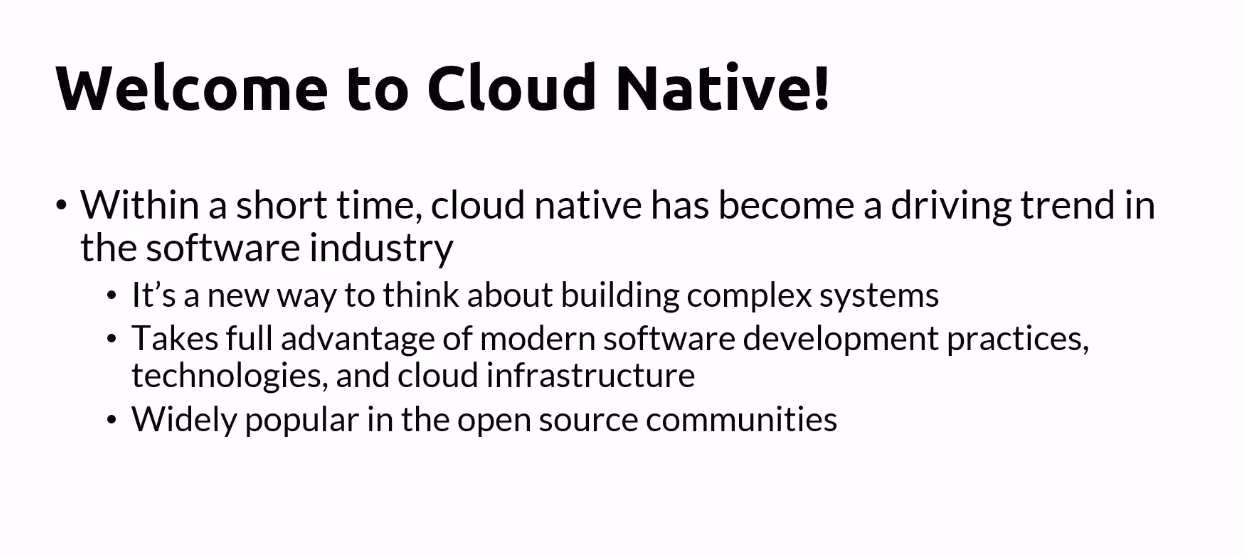 Welcome to Cloud Native!
• Within a short time, cloud native has become a driving trend in
the software industry
• It’s a new way to think about building complex systems
• Takes full advantage of modern software development practices,
technologies, and cloud infrastructure
• Widely popular in the open source communities